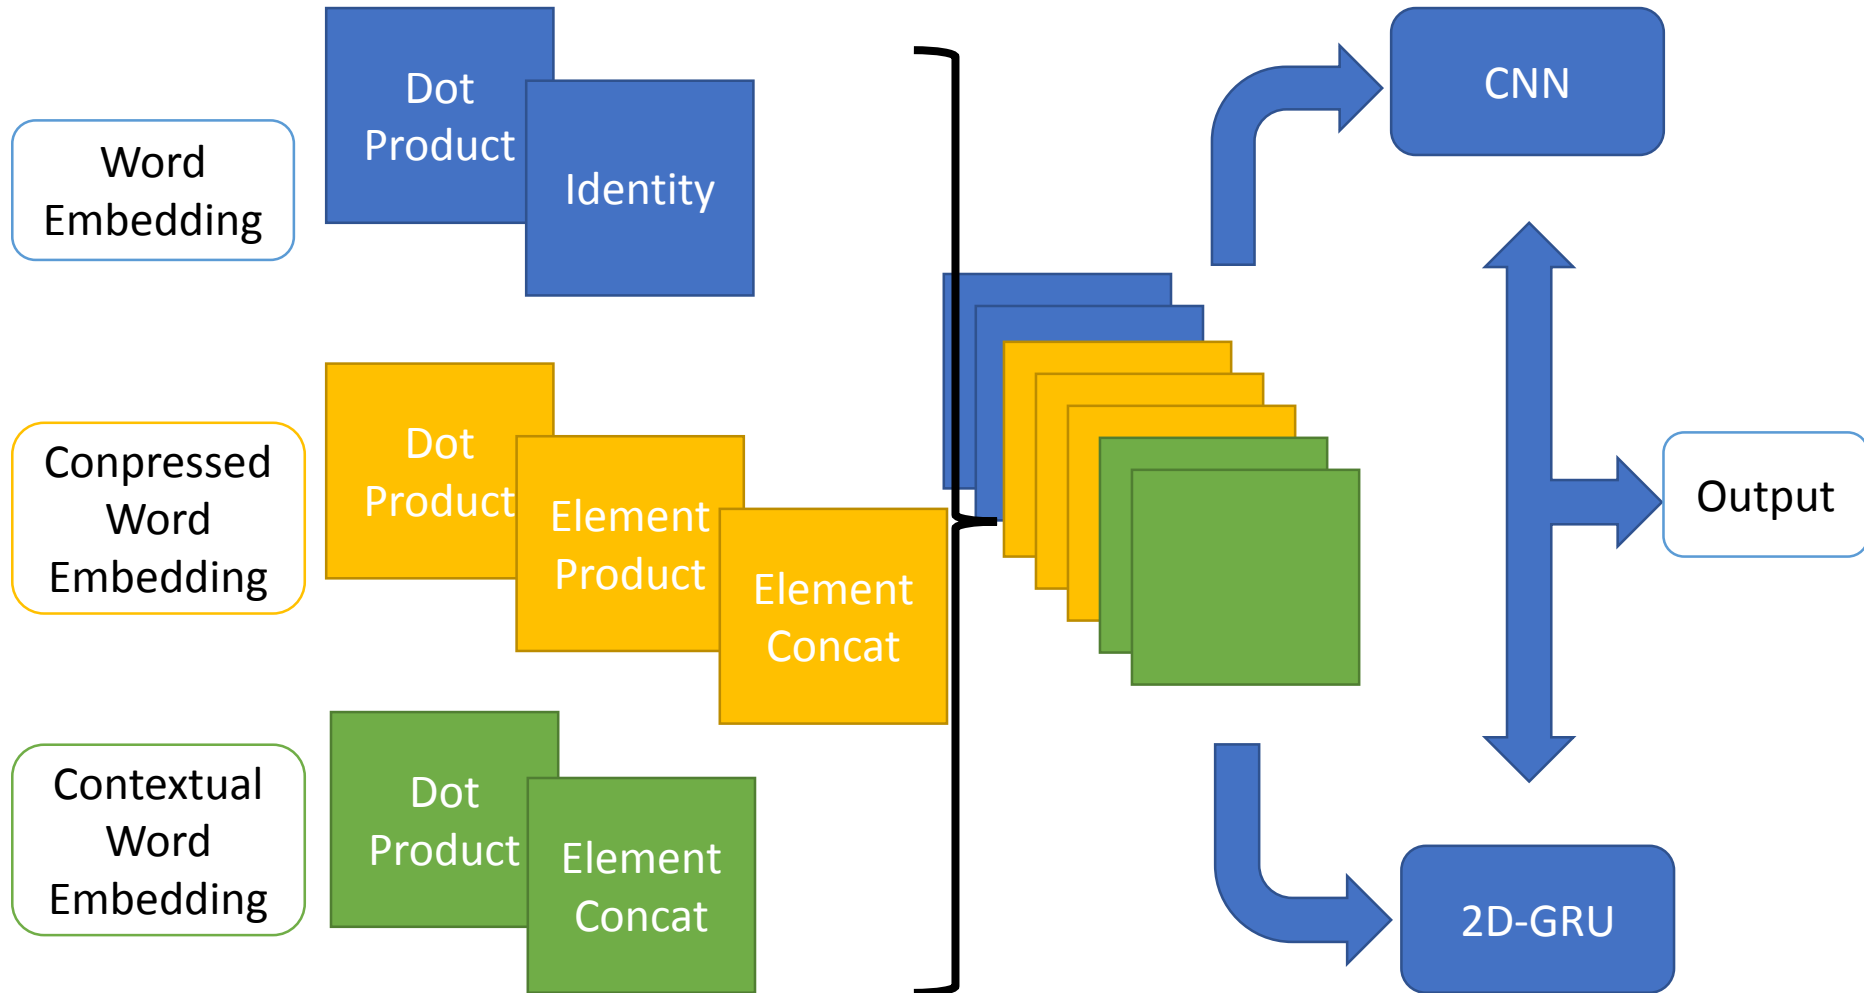 Word
Embedding
Dot
Product
Identity
Conpressed
Word
Embedding
Dot
Product
Element
Product
Element
Concat
Contextual
Word
Embedding
Dot
Product
Element
Concat
CNN
Output
2D-GRU